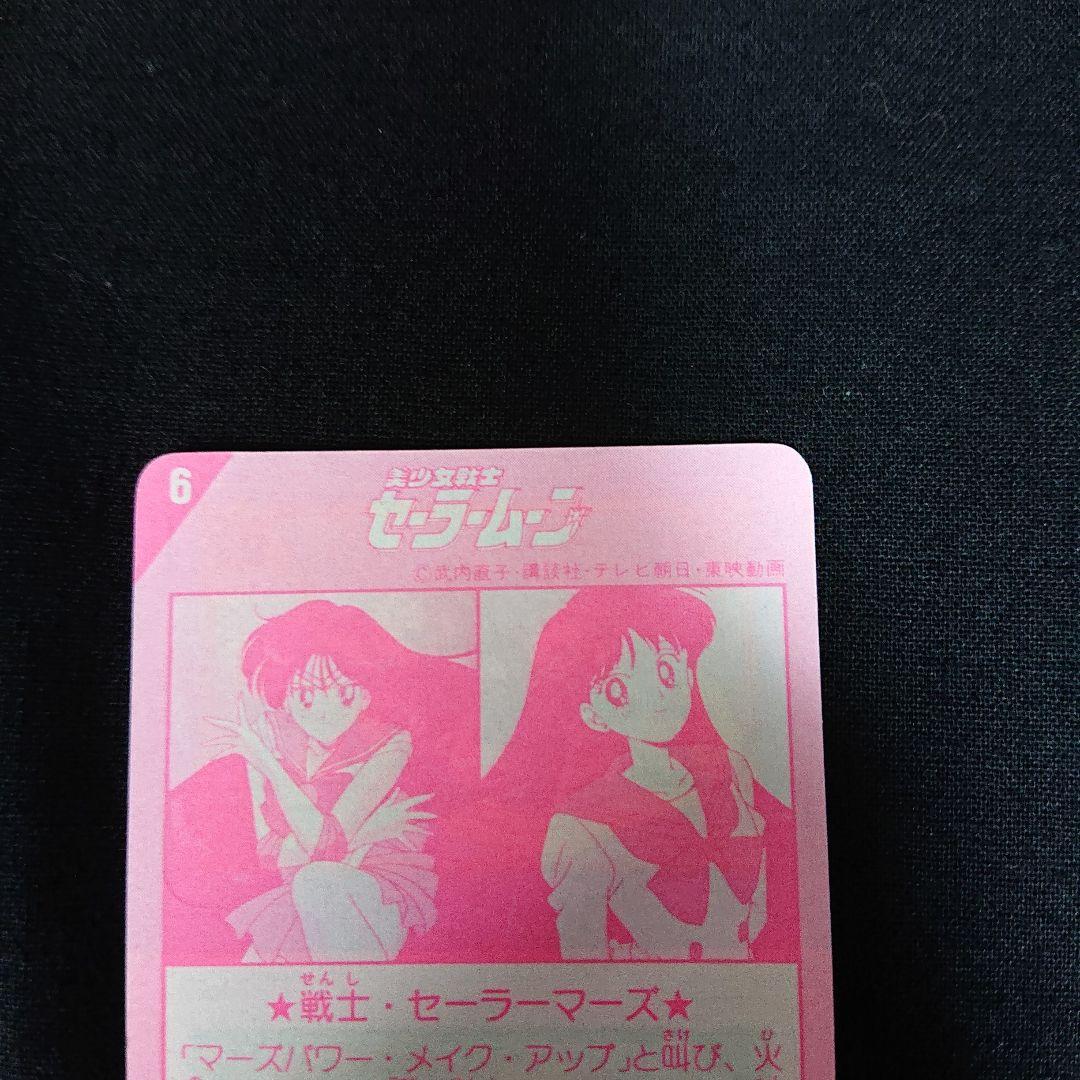 6
美少女戦士
セーラームーン
©武内直子・講談社・テレビ朝日・東映動画
せんし
★戦士・セーラーマーズ★
さけ ひ
「マーズパワー・メイク・アップ」と叫び、火